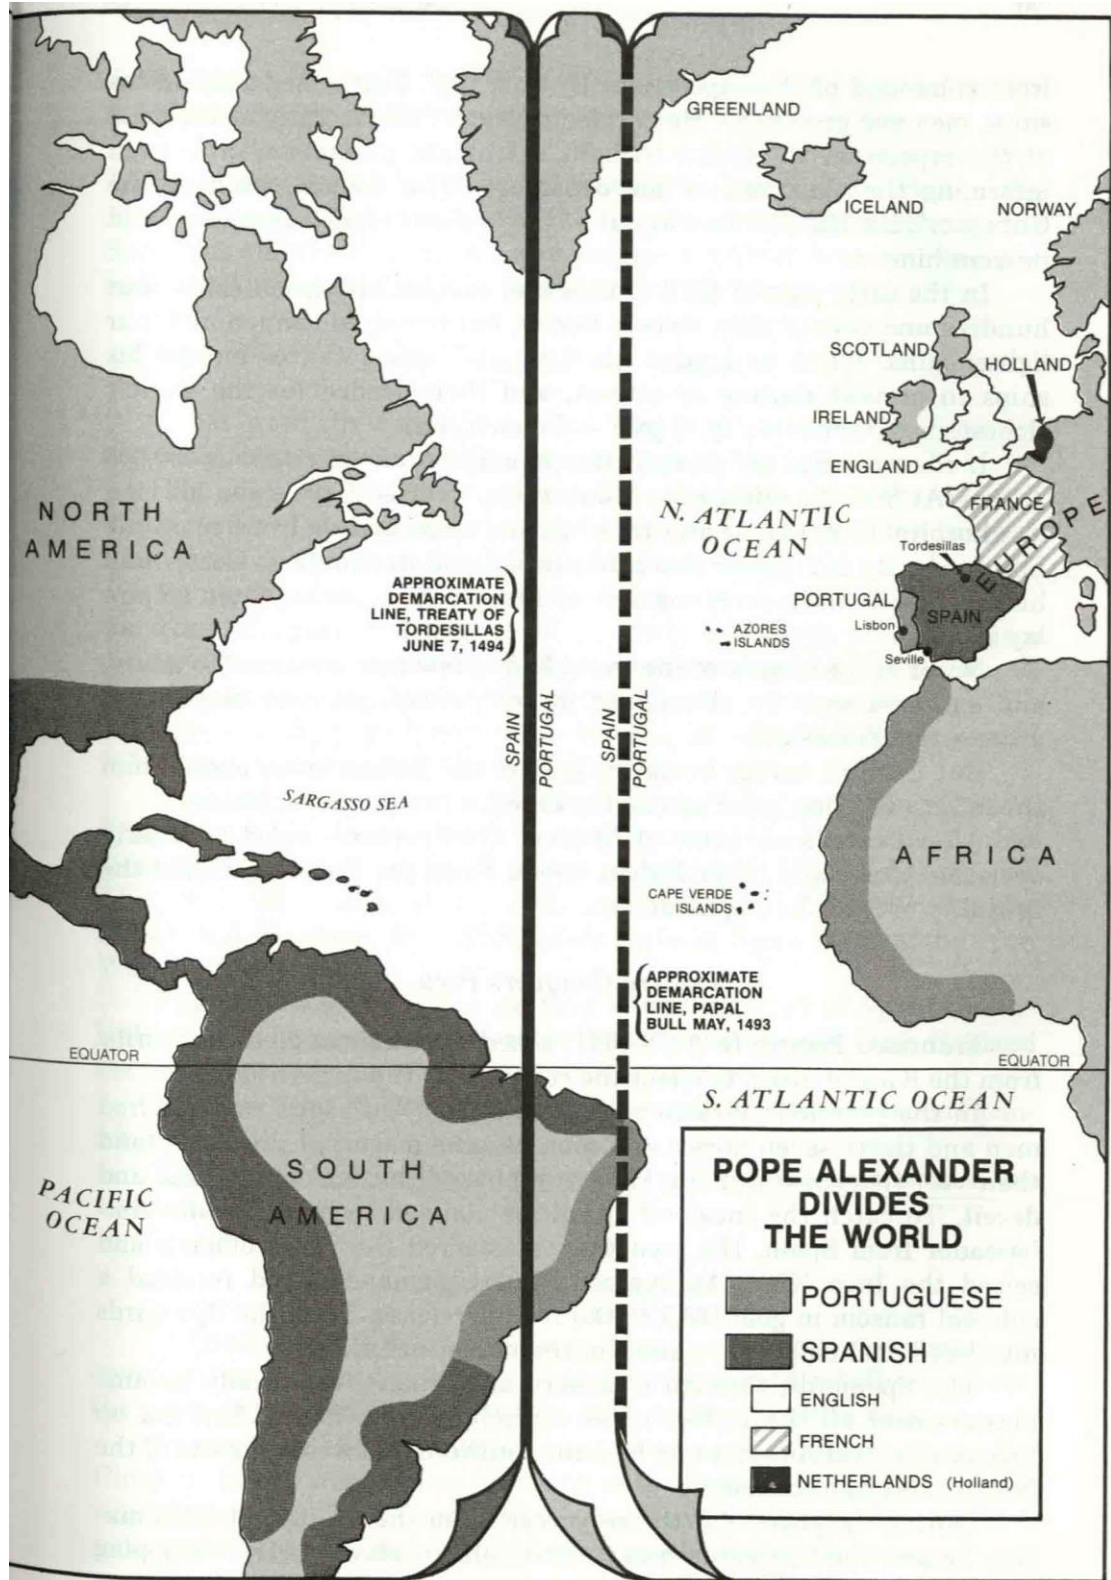 GREENLAND
ICELAND
NORWAY
SCOTLAND
HOLLAND
IRELAND
ENGLAND
NORTH
AMERICA
N. ATLANTIC
OCEAN
FRANCE
EUROPE
Tordesillas
APPROXIMATE
DEMARCATION
LINE, TREATY OF
TORDESILLAS
JUNE 7, 1494
PORTUGAL
SPAIN
Lisbon
AZORES
ISLANDS
Seville
SPAIN
PORTUGAL
SPAIN
PORTUGAL
SARGASSO SEA
AFRICA
CAPE VERDE
ISLANDS
APPROXIMATE
DEMARCATION
LINE, PAPAL
BULL MAY, 1493
EQUATOR
EQUATOR
S. ATLANTIC OCEAN
SOUTH
AMERICA
PACIFIC
OCEAN
POPE ALEXANDER
DIVIDES
THE WORLD
PORTUGUESE
SPANISH
ENGLISH
FRENCH
NETHERLANDS (Holland)